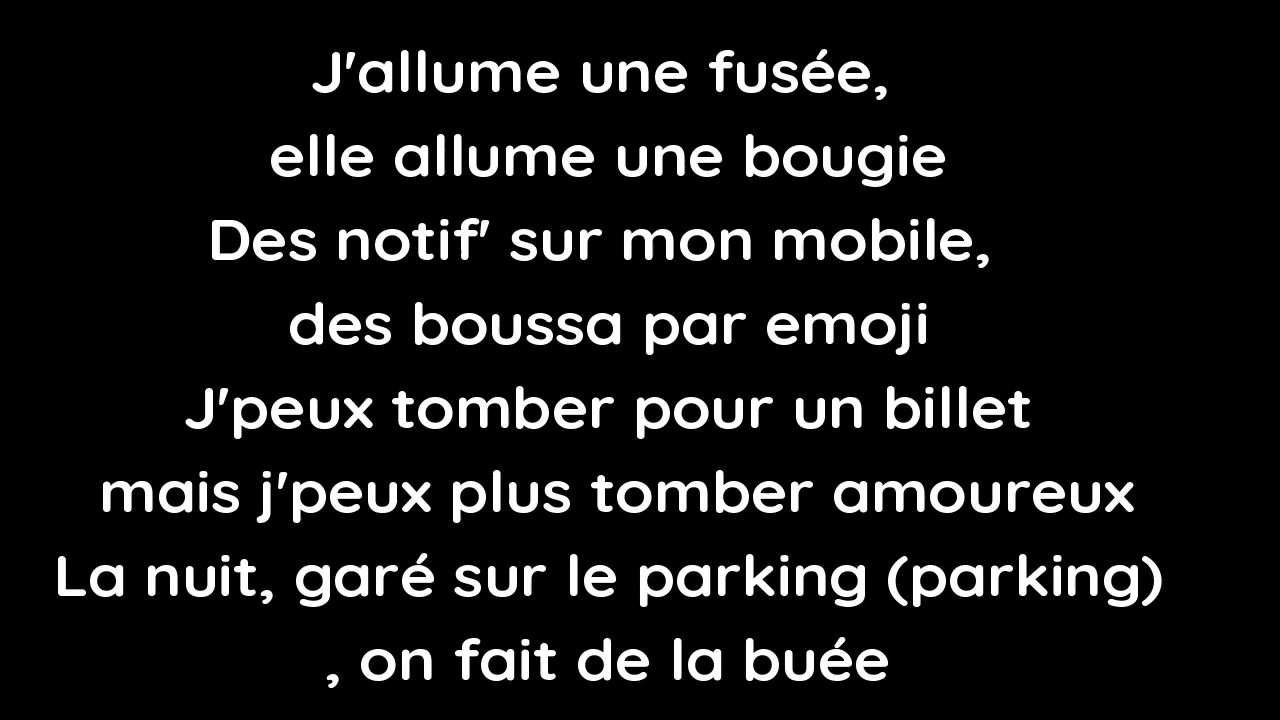 J'allume une fusée,
elle allume une bougie
Des notif' sur mon mobile,
des boussa par emoji
J'peux tomber pour un billet
mais j'peux plus tomber amoureux
La nuit, garé sur le parking (parking)
, on fait de la buée